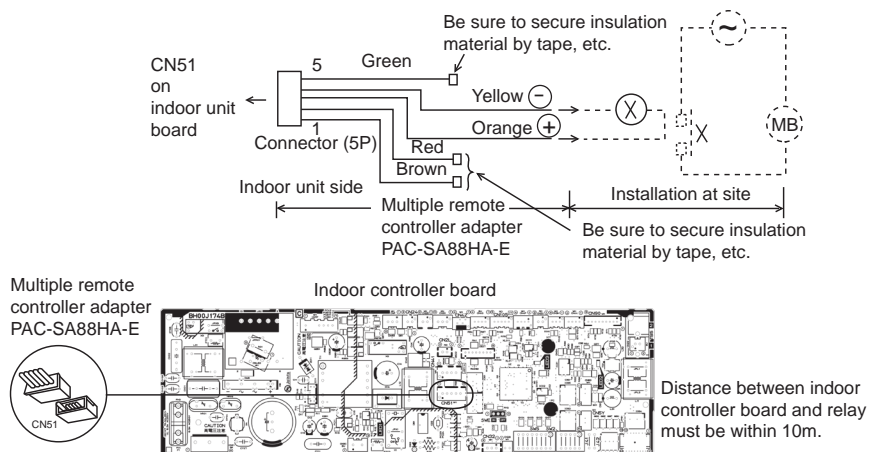 Be sure to secure insulation
material by tape, etc.
CN51
on
indoor unit
board
5
Green
Yellow −
Orange +
1
Connector (5P)
Red
Brown
X
X
MB
~
Indoor unit side
Installation at site
Multiple remote
controller adapter
PAC-SA88HA-E
Be sure to secure insulation
material by tape, etc.
Multiple remote
controller adapter
PAC-SA88HA-E
Indoor controller board
BH00J174B
CN51
CN51
CAUTION
Distance between indoor
controller board and relay
must be within 10m.